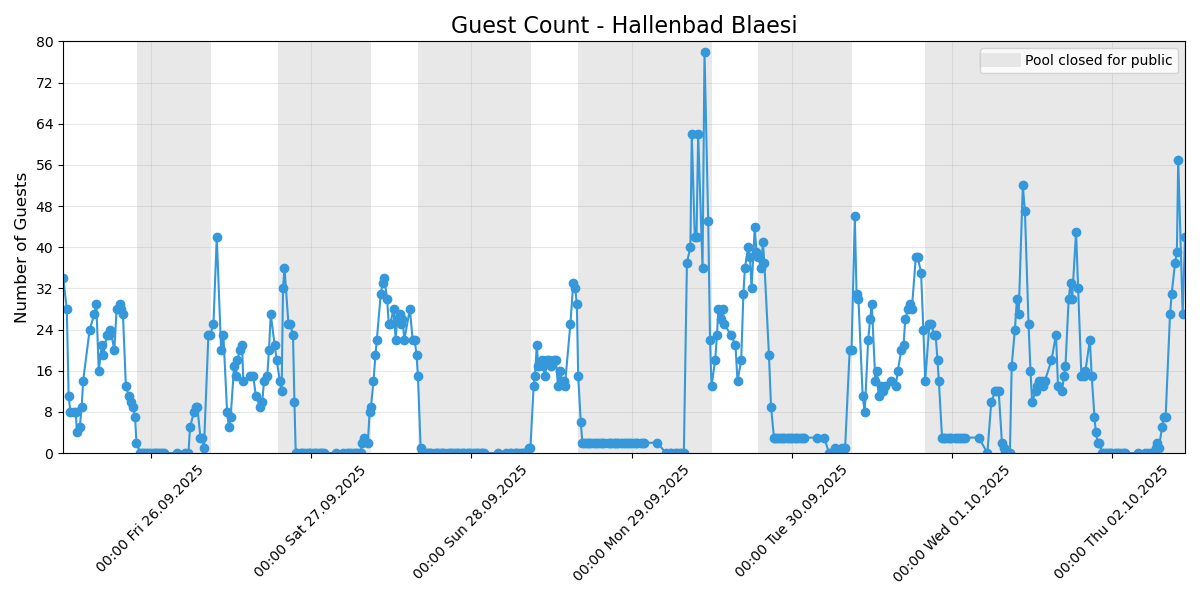 Guest Count - Hallenbad Blaesi
Pool closed for public
Number of Guests
80
72
64
56
48
40
32
24
16
8
0
00:00 Fri 26.09.2025
00:00 Sat 27.09.2025
00:00 Sun 28.09.2025
00:00 Mon 29.09.2025
00:00 Tue 30.09.2025
00:00 Wed 01.10.2025
00:00 Thu 02.10.2025